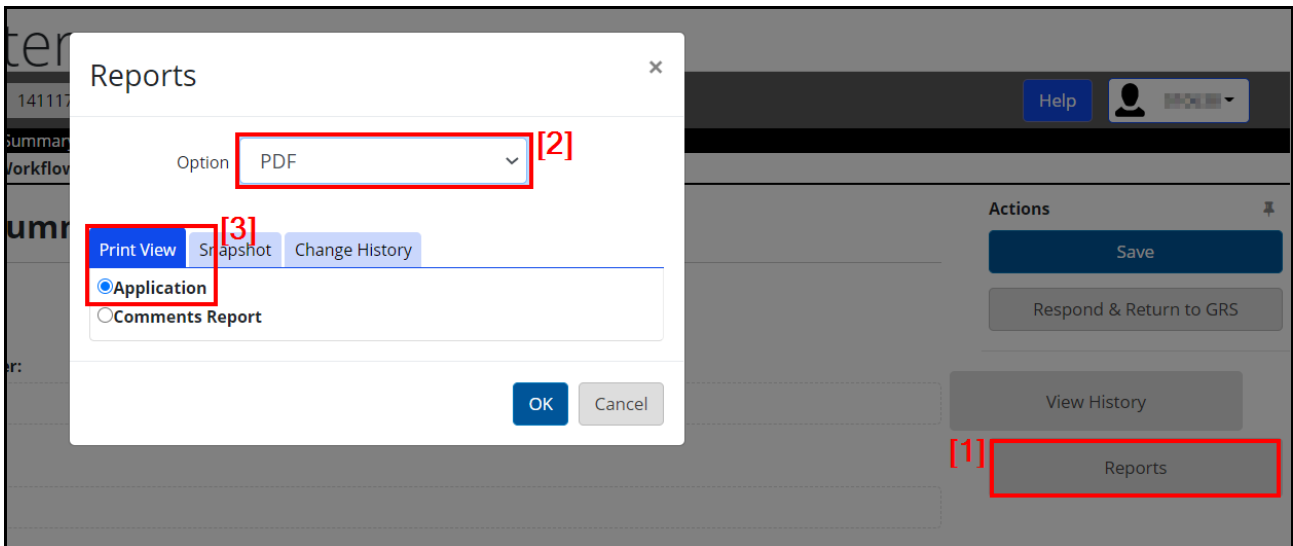 ter
Reports
×
141117
Help
Summary
Option
PDF
[2]
Workflow
Actions
umm
[3]
Print View
Snapshot
Change History
Save
Application
Comments Report
Respond & Return to GRS
er:
OK
Cancel
View History
[1]
Reports